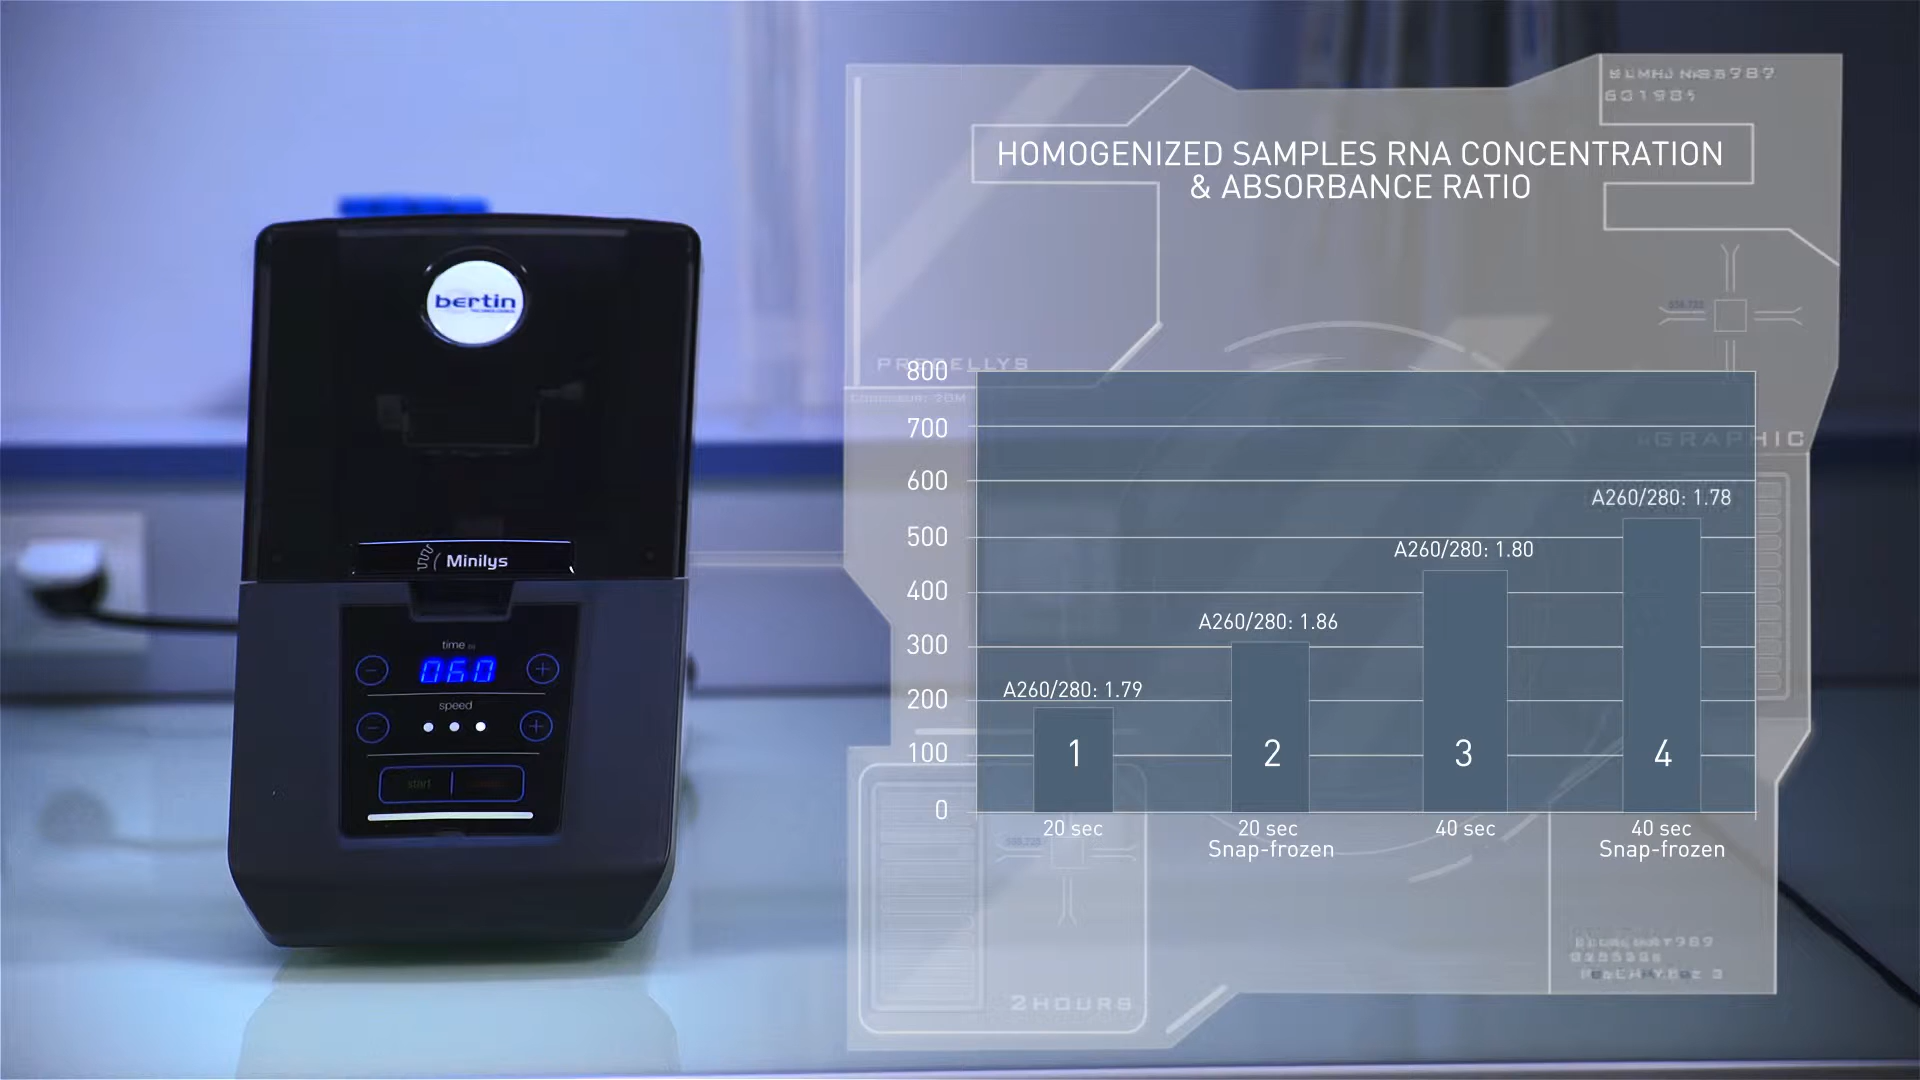 bertin
TECHNOLOGIES
Minilys
time
060
speed
start
HOMOGENIZED SAMPLES RNA CONCENTRATION
& ABSORBANCE RATIO
GRAPHIC
800
700
600
500
400
300
200
100
0
A260/280: 1.79
A260/280: 1.86
A260/280: 1.80
A260/280: 1.78
1
2
3
4
20 sec
20 sec
Snap-frozen
40 sec
40 sec
Snap-frozen
2HOURS